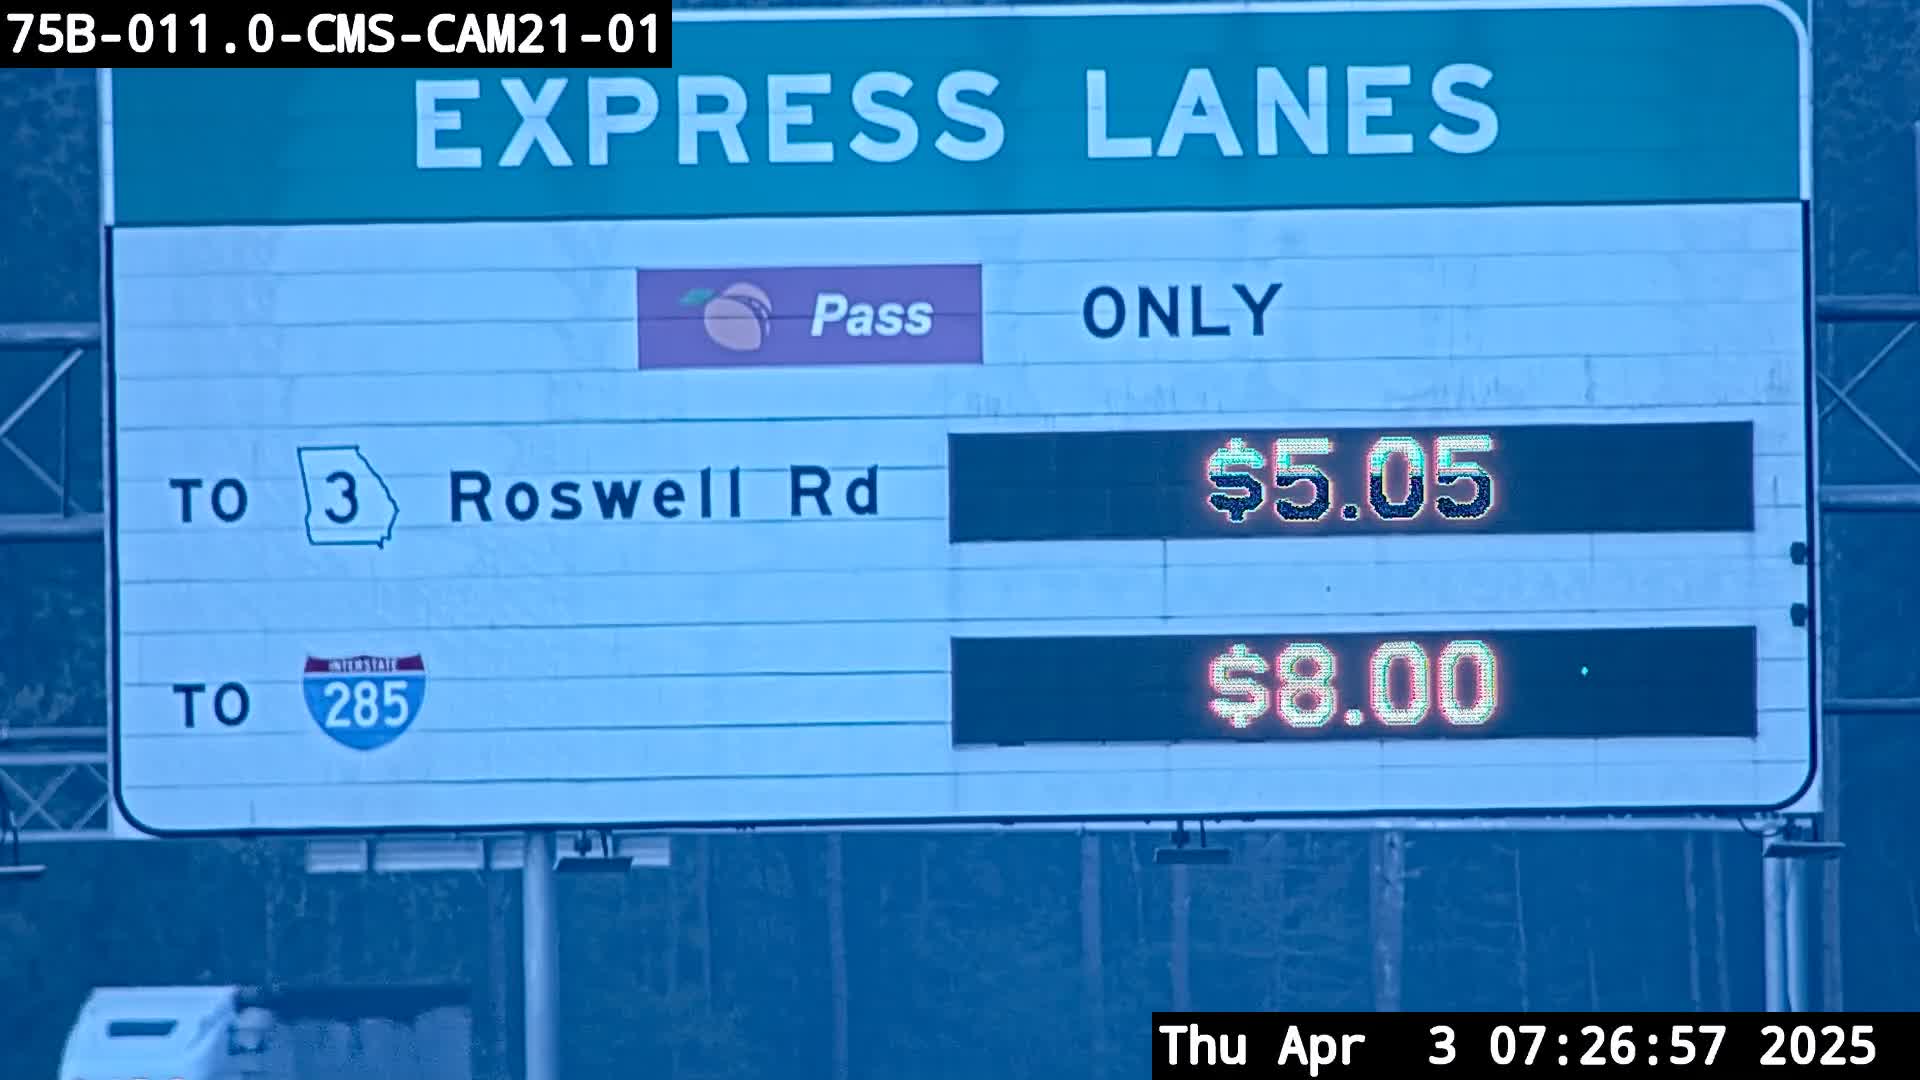 75B-011.0-CMS-CAM21-01
EXPRESS LANES
Pass ONLY
TO 3 Roswell Rd $5.05
INTERSTATE
TO 285 $8.00
Thu Apr 3 07:26:57 2025